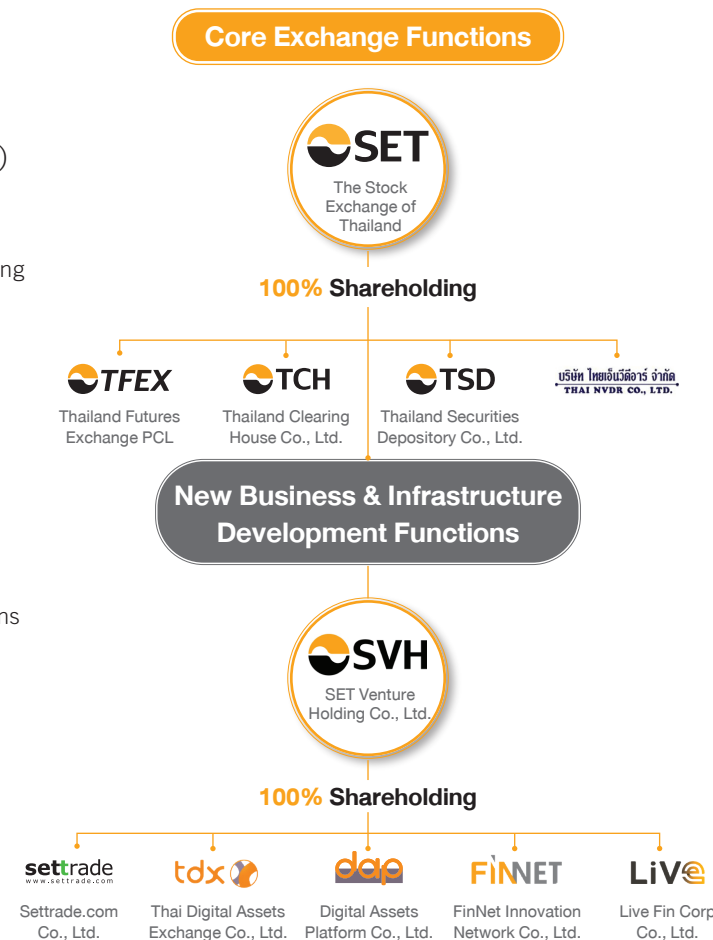 Core Exchange Functions
)
SET
The Stock
Exchange of
Thailand
ng
100% Shareholding
TFEX
TCH
TSD
บริษัท ไทยเอ็นวีดีอาร์ จำกัด
THAI NVDR CO., LTD.
Thailand Futures
Exchange PCL
Thailand Clearing
House Co., Ltd.
Thailand Securities
Depository Co., Ltd.
New Business & Infrastructure
Development Functions
ns
SVH
SET Venture
Holding Co., Ltd.
100% Shareholding
settrade
www.settrade.com
tdx
dap
FiNNET
LiVe
Settrade.com
Co., Ltd.
Thai Digital Assets
Exchange Co., Ltd.
Digital Assets
Platform Co., Ltd.
FinNet Innovation
Network Co., Ltd.
Live Fin Corp
Co., Ltd.